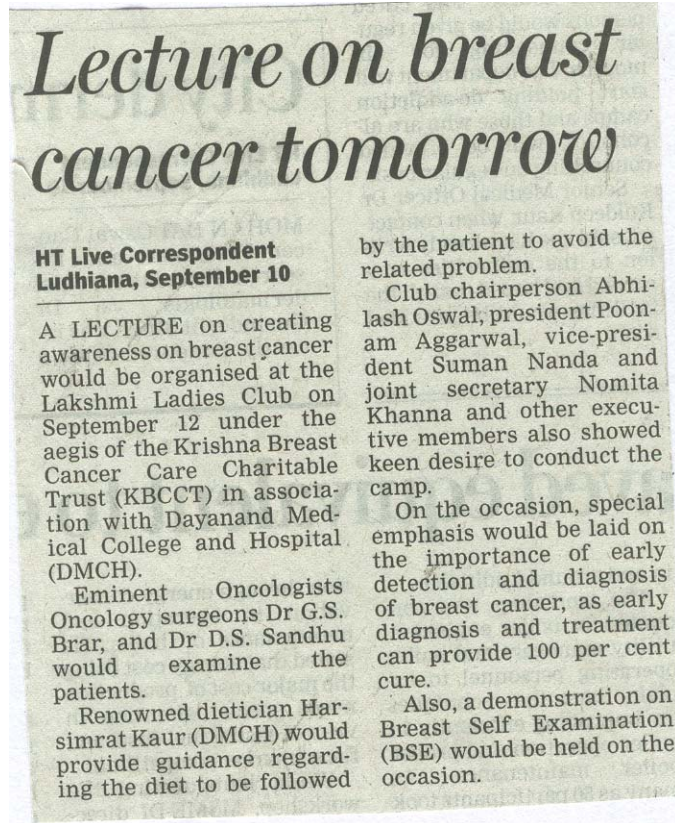 Lecture on breast
cancer tomorrow
HT Live Correspondent
Ludhiana, September 10
A LECTURE on creating
awareness on breast cancer
would be organised at the
Lakshmi Ladies Club on
September 12 under the
aegis of the Krishna Breast
Cancer Care Charitable
Trust (KBCCT) in associa-
tion with Dayanand Med-
ical College and Hospital
(DMCH).
Eminent Oncologists
Oncology surgeons Dr G.S.
Brar, and Dr D.S. Sandhu
would examine the
patients.
Renowned dietician Har-
simrat Kaur (DMCH) would
provide guidance regard-
ing the diet to be followed
by the patient to avoid the
related problem.
Club chairperson Abhi-
lash Oswal, president Poon-
am Aggarwal, vice-presi-
dent Suman Nanda and
joint secretary Nomita
Khanna and other execu-
tive members also showed
keen desire to conduct the
camp.
On the occasion, special
emphasis would be laid on
the importance of early
detection and diagnosis
of breast cancer, as early
diagnosis and treatment
can provide 100 per cent
cure.
Also, a demonstration on
Breast Self Examination
(BSE) would be held on the
occasion.